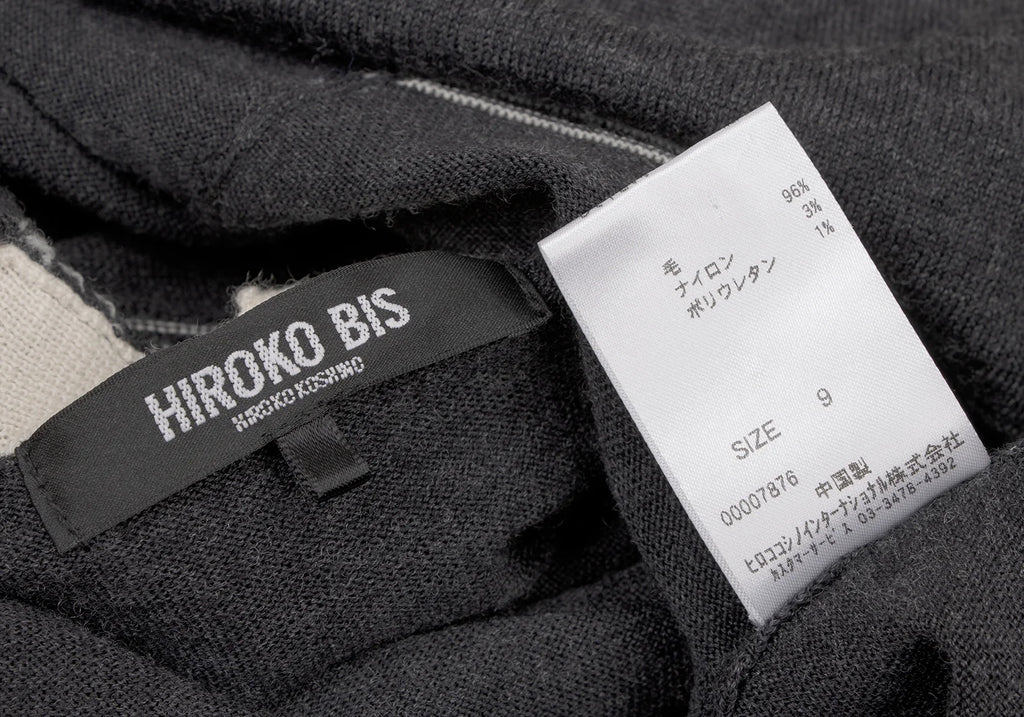 HIROKO BIS
HIROKO KOSHINO
毛 96%
ナイロン 3%
ポリウレタン 1%
SIZE 9
00007876 中国製
ヒロココシノインターナショナル株式会社
カスタマーサービス 03-3476-4392